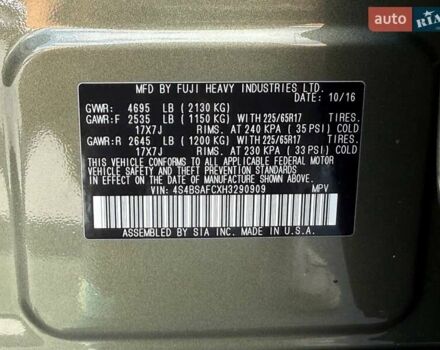 AUTO RIA
MFD BY FUJI HEAVY INDUSTRIES LTD.
DATE: 10/16
GVWR: 4695 LB (2130 KG)
GAWR:F 2535 LB (1150 KG) WITH 225/65R17 TIRES.
17X7J RIMS. AT 240 KPA (35 PSI) COLD
GAWR:R 2645 LB (1200 KG) WITH 225/65R17 TIRES.
17X7J RIMS. AT 230 KPA (33 PSI) COLD
THIS VEHICLE CONFORMS TO ALL APPLICABLE FEDERAL MOTOR
VEHICLE SAFETY AND THEFT PREVENTION STANDARDS
IN EFFECT ON THE DATE OF MANUFACTURE SHOWN ABOVE.
VIN: 4S4BSAFCXH3290909 MPV
ASSEMBLED BY SIA INC. MADE IN U.S.A.